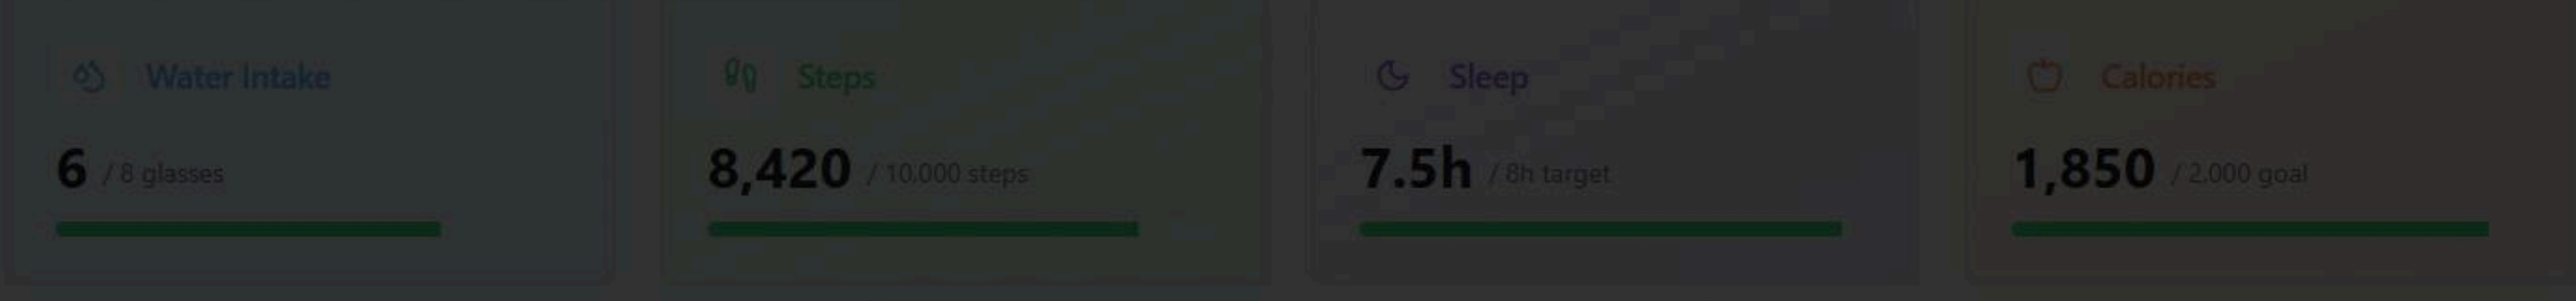 Water Intake
6 / 8 glasses
Steps
8,420 / 10,000 steps
Sleep
7.5h / 8h target
Calories
1,850 / 2,000 goal